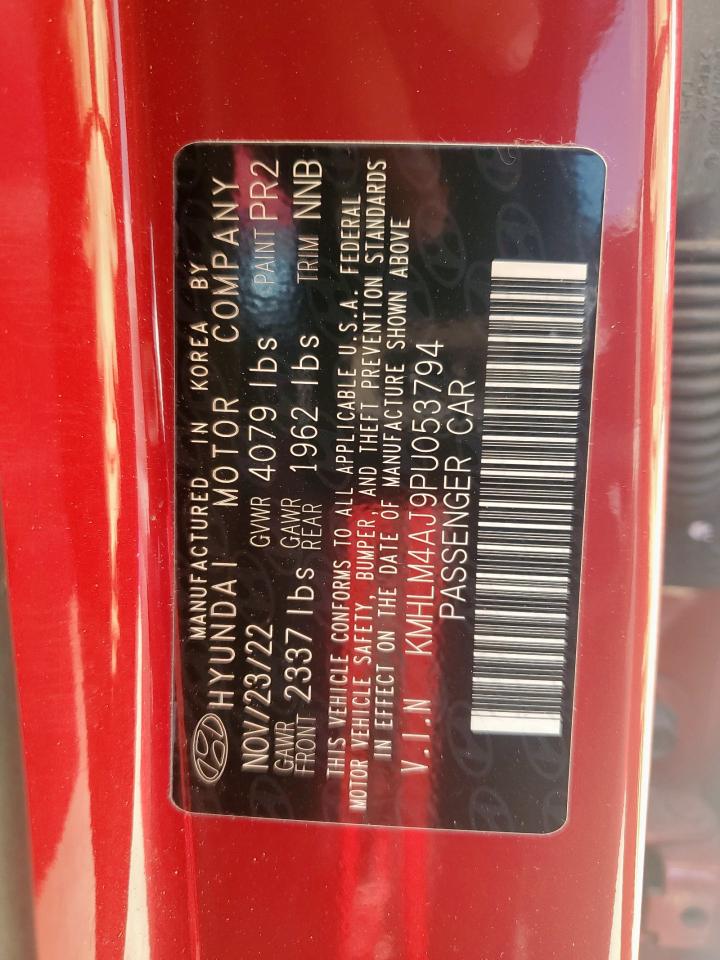 MANUFACTURED IN KOREA BY
HYUNDAI MOTOR COMPANY
NOV/23/22 GVWR 4079 lbs PAINT PR2
GAWR FRONT 2337 lbs GAWR REAR 1962 lbs TRIM NNB
THIS VEHICLE CONFORMS TO ALL APPLICABLE U.S.A. FEDERAL
MOTOR VEHICLE SAFETY, BUMPER, AND THEFT PREVENTION STANDARDS
IN EFFECT ON THE DATE OF MANUFACTURE SHOWN ABOVE
V.I.N KMHLM4AJ9PU053794
PASSENGER CAR